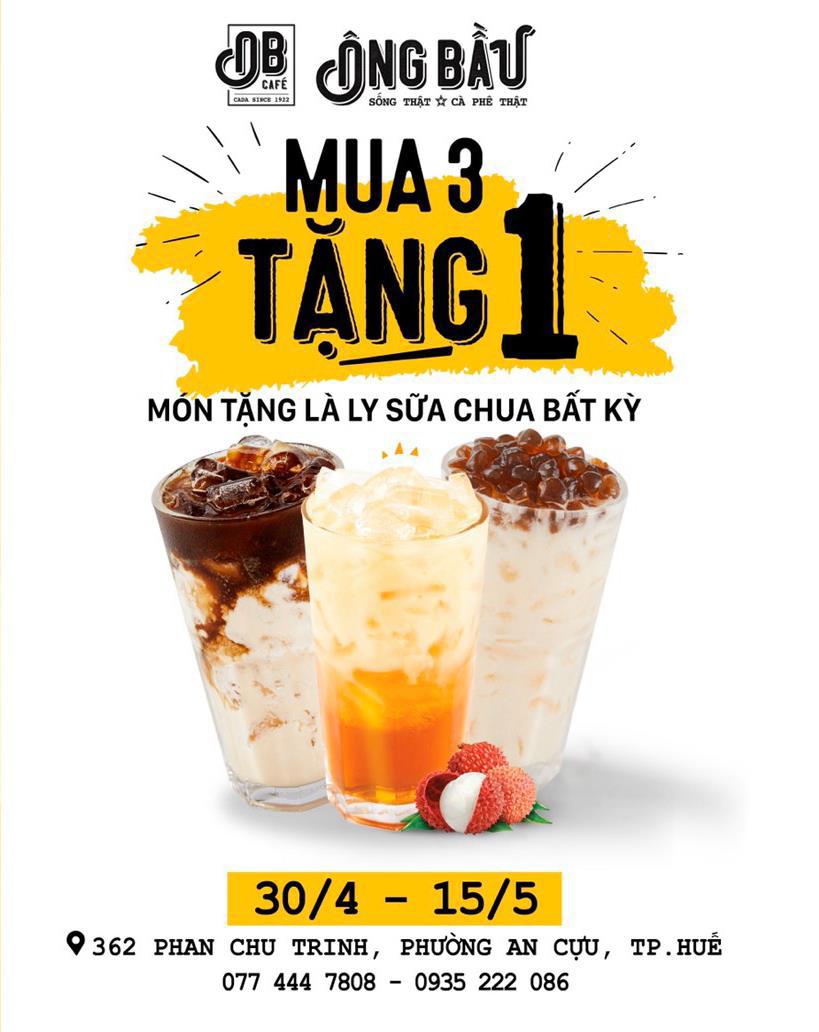 ÔB
CAFÉ
CADA SINCE 1922
ÔNG BẦU
SỐNG THẬT ☆ CÀ PHÊ THẬT
MUA 3
TẶNG 1
MÓN TẶNG LÀ LY SỮA CHUA BẤT KỲ
30/4 – 15/5
362 PHAN CHU TRINH, PHƯỜNG AN CỰU, TP.HUẾ
077 444 7808 – 0935 222 086